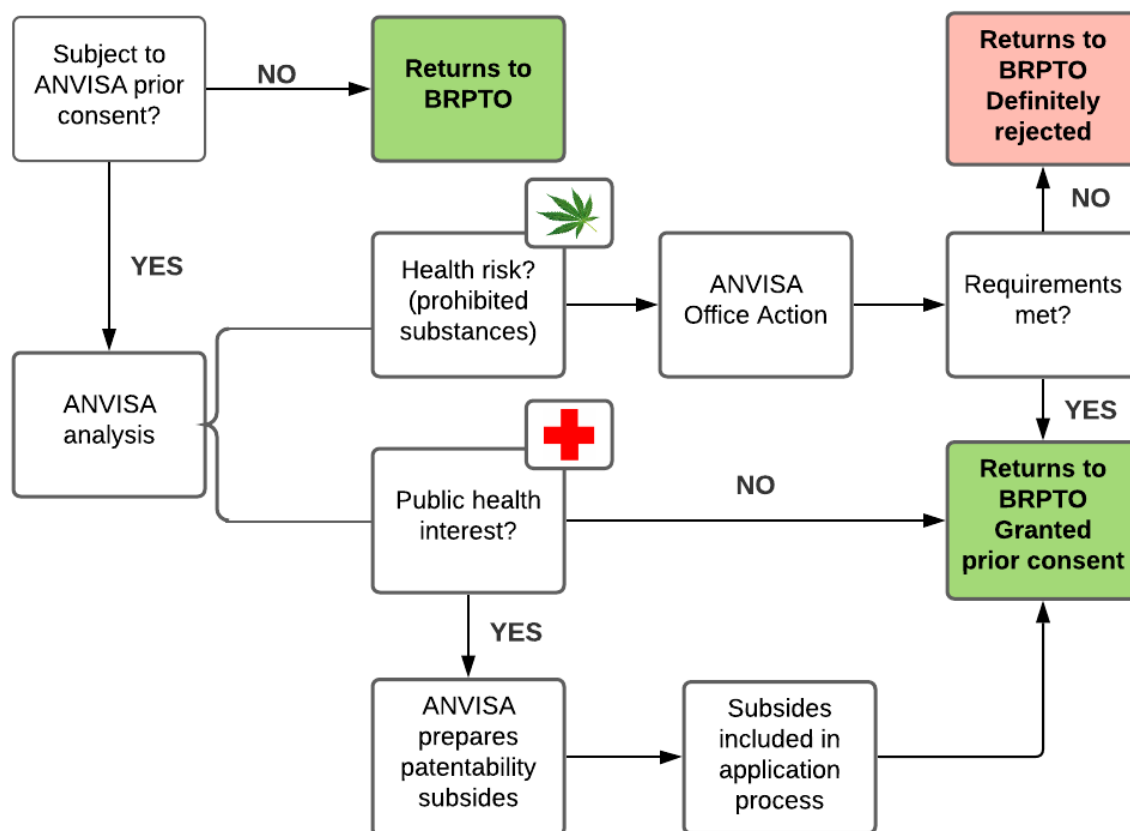 Subject to
ANVISA prior
consent?
NO
Returns to
BRPTO
Returns to
BRPTO
Definitely
rejected
NO
YES
Health risk?
(prohibited
substances)
ANVISA
Office Action
Requirements
met?
YES
ANVISA
analysis
Public health
interest?
NO
Returns to
BRPTO
Granted
prior consent
YES
ANVISA
prepares
patentability
subsides
Subsides
included in
application
process